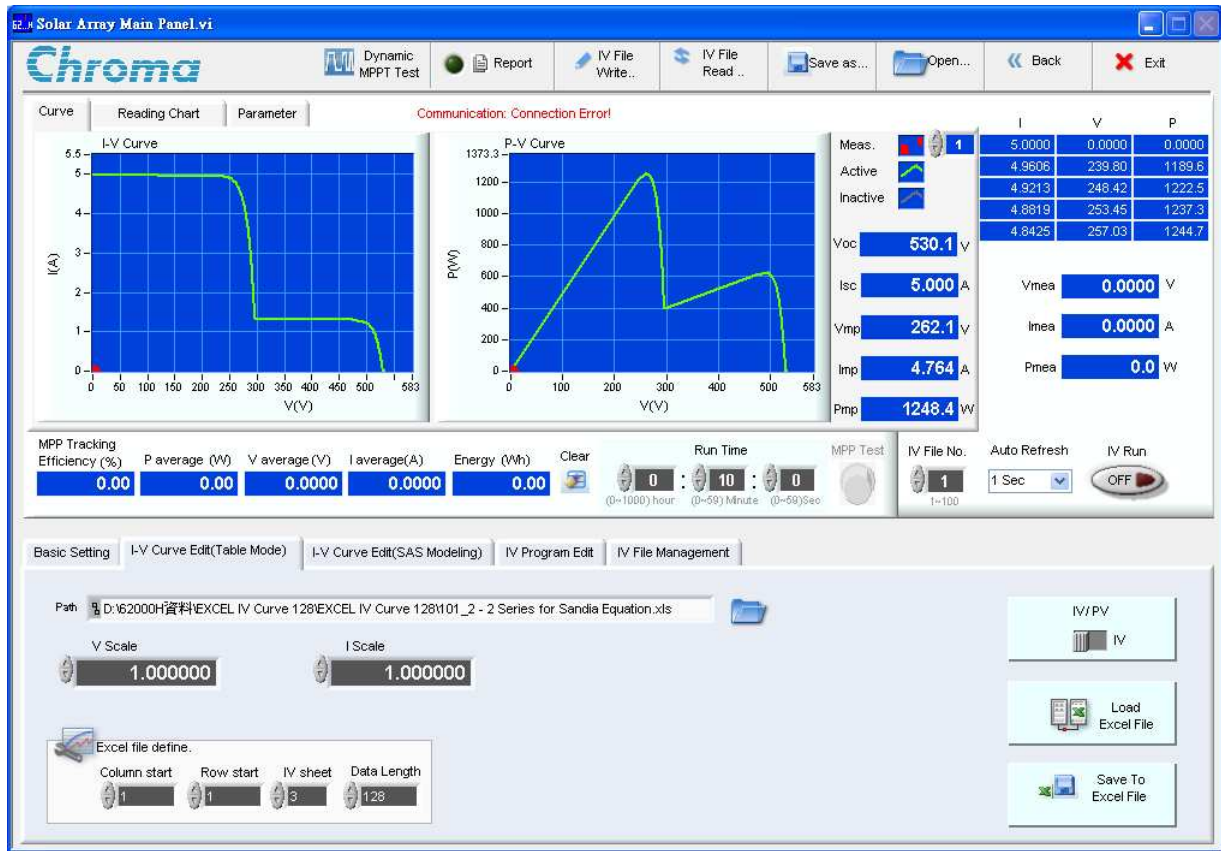 Solar Array Main Panel.vi
Chroma
Dynamic MPPT Test
Report
IV File Write..
IV File Read ..
Save as...
Open...
Back
Exit
Curve
Reading Chart
Parameter
Communication: Connection Error!
I-V Curve
5.5
5
4
3
2
1
0
I(A)
0 50 100 150 200 250 300 350 400 450 500 583
V(V)
P-V Curve
1373.3
1200
1000
800
600
400
200
0
P(W)
0 100 200 300 400 500 583
V(V)
Meas. 1
Active
Inactive
Voc 530.1 V
Isc 5.000 A
Vmp 262.1 V
Imp 4.764 A
Pmp 1248.4 W
I V P
5.0000 0.0000 0.0000
4.9606 239.80 1189.6
4.9213 248.42 1222.5
4.8819 253.45 1237.3
4.8425 257.03 1244.7
Vmea 0.0000 V
Imea 0.0000 A
Pmea 0.0 W
MPP Tracking
Efficiency (%) P average (W) V average (V) I average(A) Energy (Wh) Clear
0.00 0.00 0.0000 0.0000 0.00
Run Time
0 : 10 : 0
(0~1000) hour (0~59) Minute (0~59)Sec
MPP Test
IV File No.
1
1~100
Auto Refresh
1 Sec
IV Run
OFF
Basic Setting
I-V Curve Edit(Table Mode)
I-V Curve Edit(SAS Modeling)
IV Program Edit
IV File Management
Path D:\62000H資料\EXCEL IV Curve 128\EXCEL IV Curve 128\101_2 - 2 Series for Sandia Equation.xls
V Scale
1.000000
I Scale
1.000000
Excel file define.
Column start Row start IV sheet Data Length
1 1 3 128
IV/PV
IV
Load Excel File
Save To Excel File